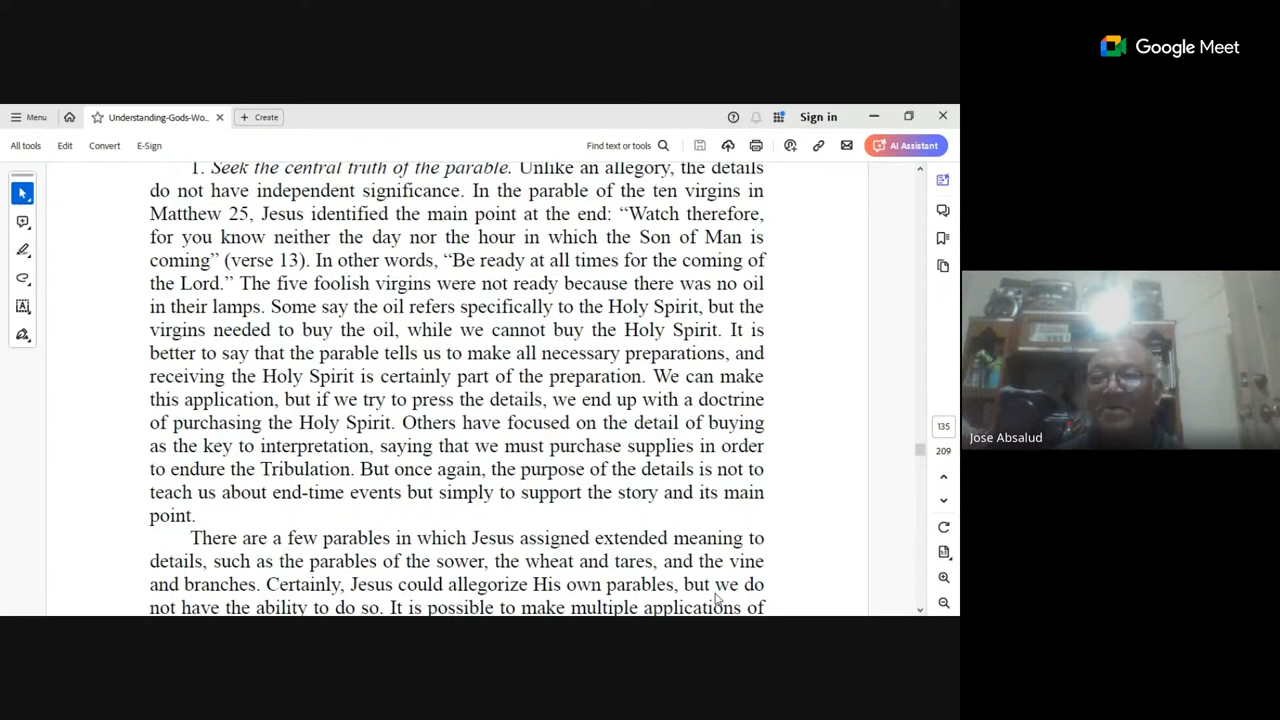 Google Meet
Menu
Understanding-Gods-Wo...
Create
Sign in
All tools
Edit
Convert
E-Sign
Find text or tools
AI Assistant
1. Seek the central truth of the parable. Unlike an allegory, the details
do not have independent significance. In the parable of the ten virgins in
Matthew 25, Jesus identified the main point at the end: “Watch therefore,
for you know neither the day nor the hour in which the Son of Man is
coming” (verse 13). In other words, “Be ready at all times for the coming of
the Lord.” The five foolish virgins were not ready because there was no oil
in their lamps. Some say the oil refers specifically to the Holy Spirit, but the
virgins needed to buy the oil, while we cannot buy the Holy Spirit. It is
better to say that the parable tells us to make all necessary preparations, and
receiving the Holy Spirit is certainly part of the preparation. We can make
this application, but if we try to press the details, we end up with a doctrine
of purchasing the Holy Spirit. Others have focused on the detail of buying
as the key to interpretation, saying that we must purchase supplies in order
to endure the Tribulation. But once again, the purpose of the details is not to
teach us about end-time events but simply to support the story and its main
point.
There are a few parables in which Jesus assigned extended meaning to
details, such as the parables of the sower, the wheat and tares, and the vine
and branches. Certainly, Jesus could allegorize His own parables, but we do
not have the ability to do so. It is possible to make multiple applications of
135
209
Jose Absalud